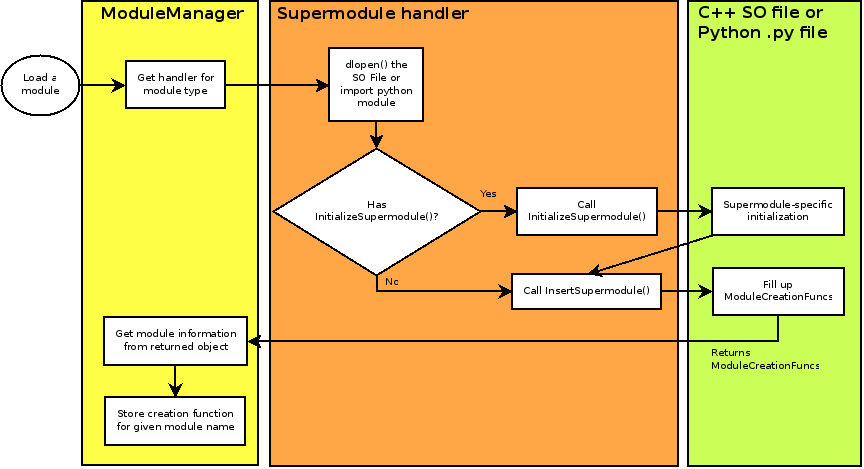 ModuleManager
Supermodule handler
C++ SO file or
Python .py file
Load a
module
Get handler for
module type
dlopen() the
SO File or
import python
module
Has
InitializeSupermodule()?
Yes
Call
InitializeSupermodule()
Supermodule-specific
initialization
No
Call InsertSupermodule()
Fill up
ModuleCreationFuncs
Returns
ModuleCreationFuncs
Get module information
from returned object
Store creation function
for given module name